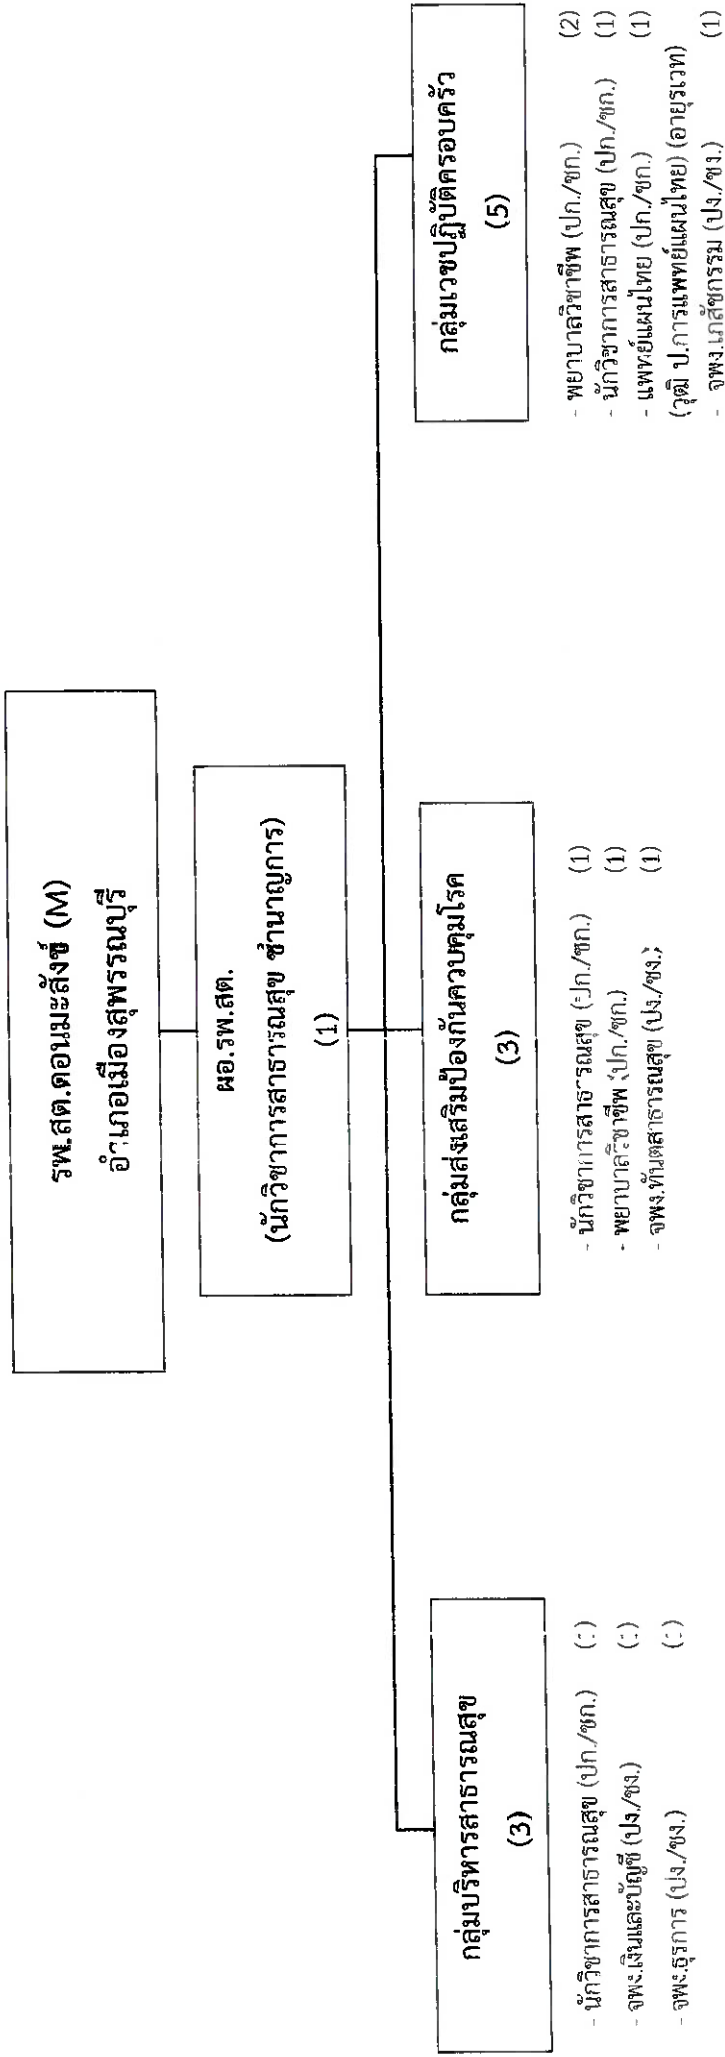 รพ.สต.ดอนมะสังข์ (M)
อำเภอเมืองสุพรรณบุรี
ผอ.รพ.สต.
(นักวิชาการสาธารณสุข ชำนาญการ)
(1)
กลุ่มบริหารสาธารณสุข
(3)
- นักวิชาการสาธารณสุข (ปก./ชก.)
- จพง.เงินและบัญชี (ปง./ชง.)
- จพง.ธุรการ (ปง./ชง.)
กลุ่มส่งเสริมป้องกันควบคุมโรค
(3)
- นักวิชาการสาธารณสุข (ปก./ชก.) (1)
- พยาบาลวิชาชีพ (ปก./ชก.) (1)
- จพง.ทันตสาธารณสุข (ปง./ชง.) (1)
กลุ่มเวชปฏิบัติครอบครัว
(5)
- พยาบาลวิชาชีพ (ปก./ชก.) (2)
- นักวิชาการสาธารณสุข (ปก./ชก.) (1)
- แพทย์แผนไทย (ปก./ชก.) (1)
(วุฒิ ป.การแพทย์แผนไทย) (อายุรเวท)
- จพง.เภสัชกรรม (ปง./ชง.) (1)